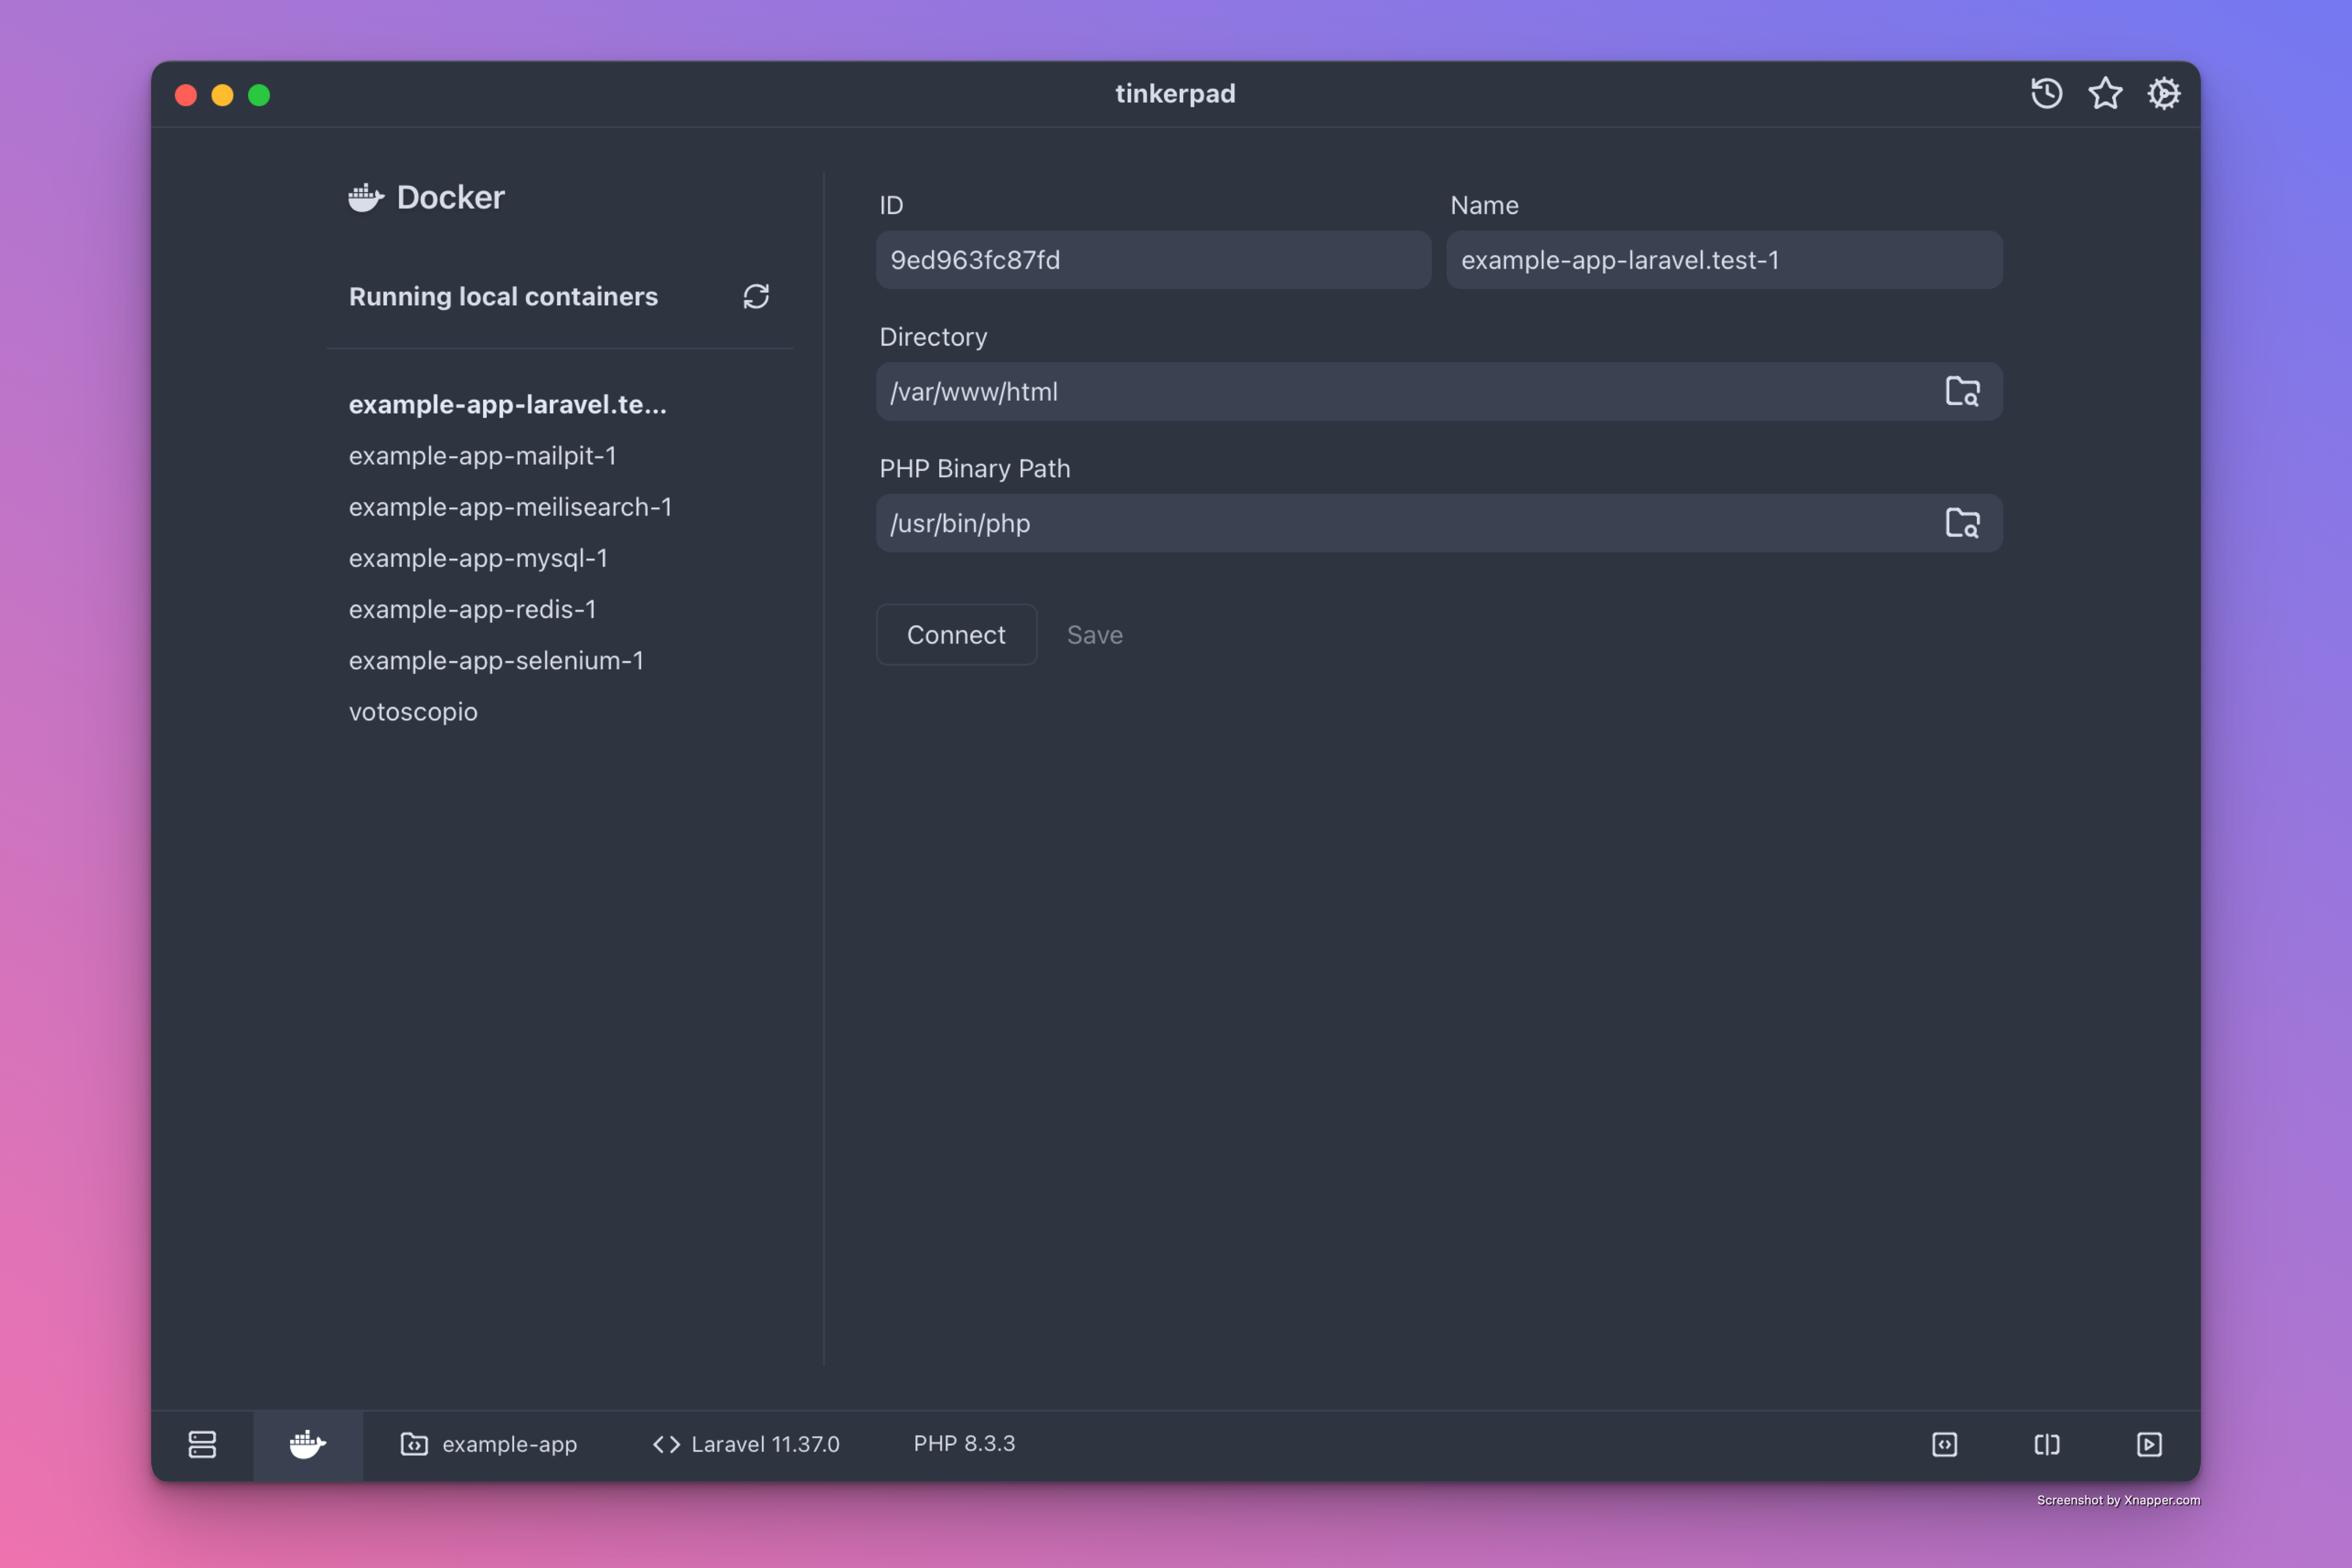 tinkerpad
Docker
Running local containers
example-app-laravel.te...
example-app-mailpit-1
example-app-meilisearch-1
example-app-mysql-1
example-app-redis-1
example-app-selenium-1
votoscopio
ID
Name
9ed963fc87fd
example-app-laravel.test-1
Directory
/var/www/html
PHP Binary Path
/usr/bin/php
Connect
Save
example-app
Laravel 11.37.0
PHP 8.3.3
Screenshot by Xnapper.com